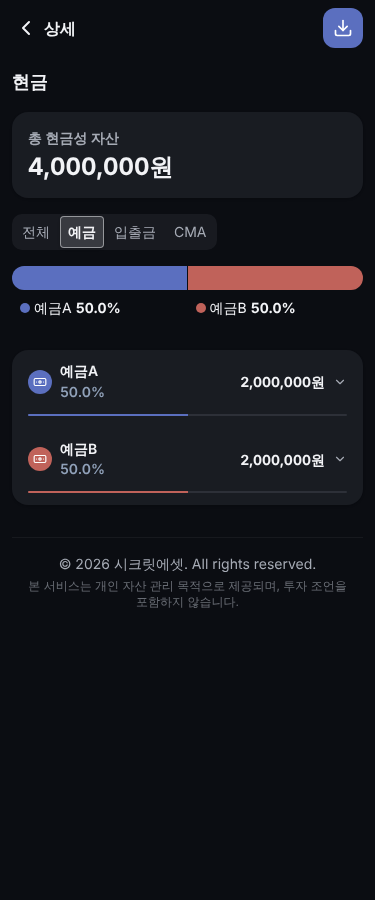 상세
현금
총 현금성 자산
4,000,000원
전체 예금 입출금 CMA
예금A 50.0% 예금B 50.0%
예금A
50.0%
2,000,000원
예금B
50.0%
2,000,000원
© 2026 시크릿에셋. All rights reserved.
본 서비스는 개인 자산 관리 목적으로 제공되며, 투자 조언을
포함하지 않습니다.